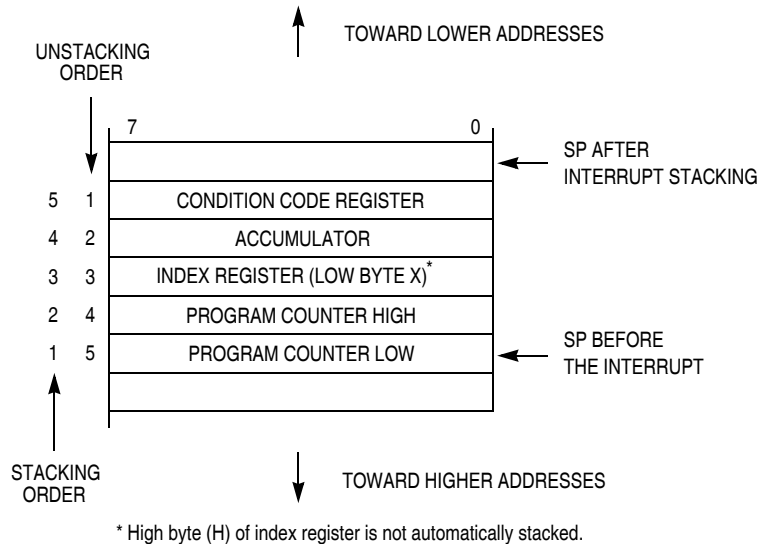 TOWARD LOWER ADDRESSES
UNSTACKING
ORDER
7 0
SP AFTER
INTERRUPT STACKING
5 1 CONDITION CODE REGISTER
4 2 ACCUMULATOR
3 3 INDEX REGISTER (LOW BYTE X)*
2 4 PROGRAM COUNTER HIGH
1 5 PROGRAM COUNTER LOW
SP BEFORE
THE INTERRUPT
STACKING
ORDER
TOWARD HIGHER ADDRESSES
* High byte (H) of index register is not automatically stacked.